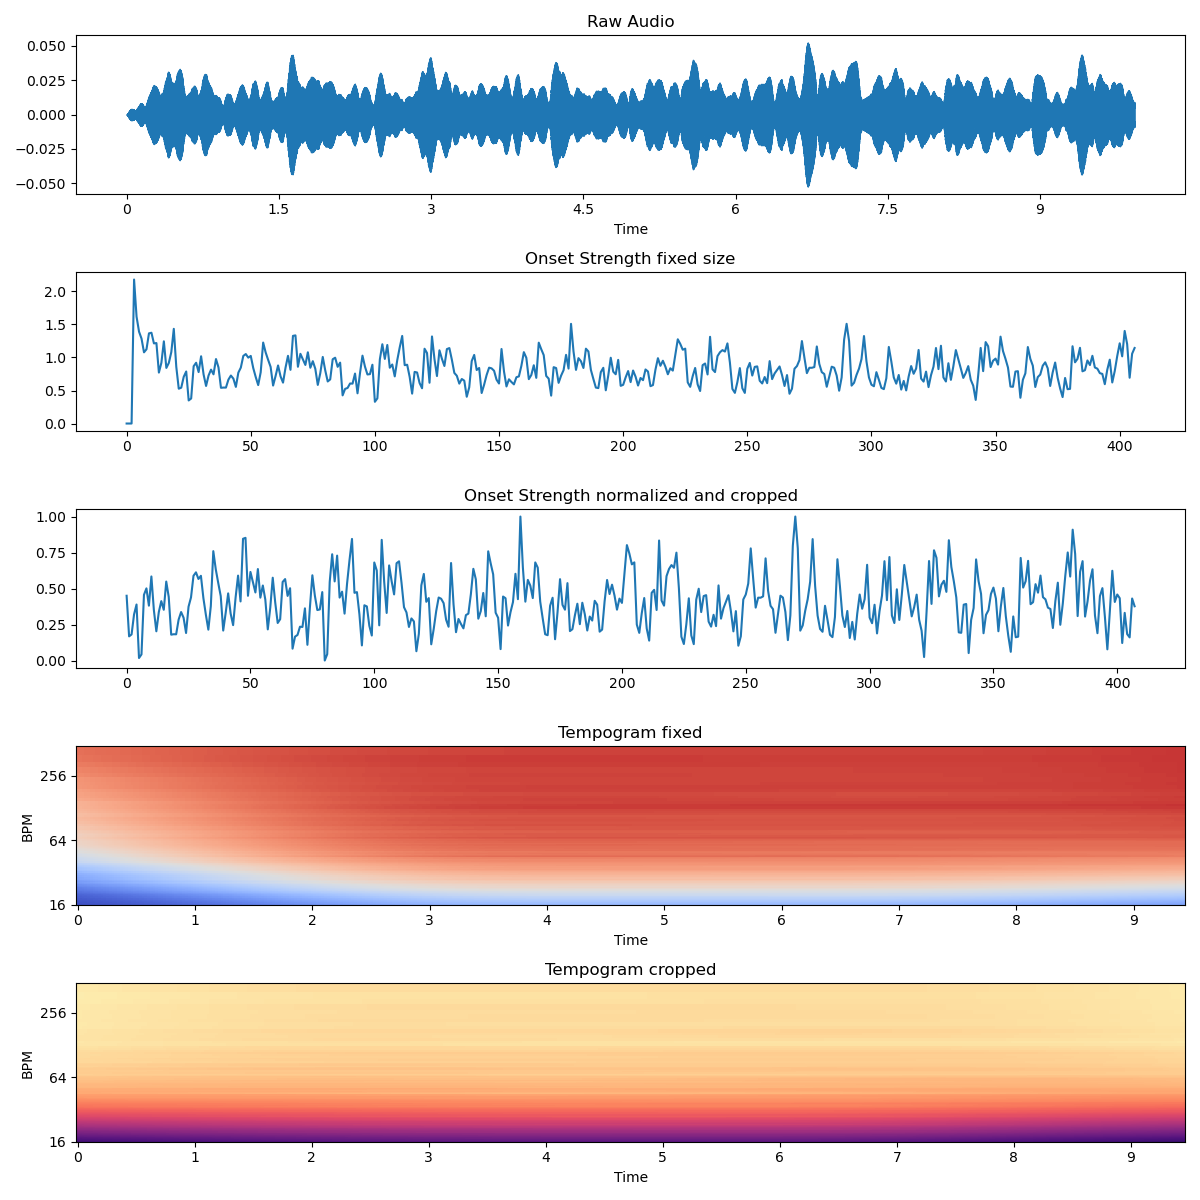 Raw Audio
0.050
0.025
0.000
−0.025
−0.050
0 1.5 3 4.5 6 7.5 9
Time
Onset Strength fixed size
2.0
1.5
1.0
0.5
0.0
0 50 100 150 200 250 300 350 400
Onset Strength normalized and cropped
1.00
0.75
0.50
0.25
0.00
0 50 100 150 200 250 300 350 400
Tempogram fixed
256
64
16
BPM
0 1 2 3 4 5 6 7 8 9
Time
Tempogram cropped
256
64
16
BPM
0 1 2 3 4 5 6 7 8 9
Time